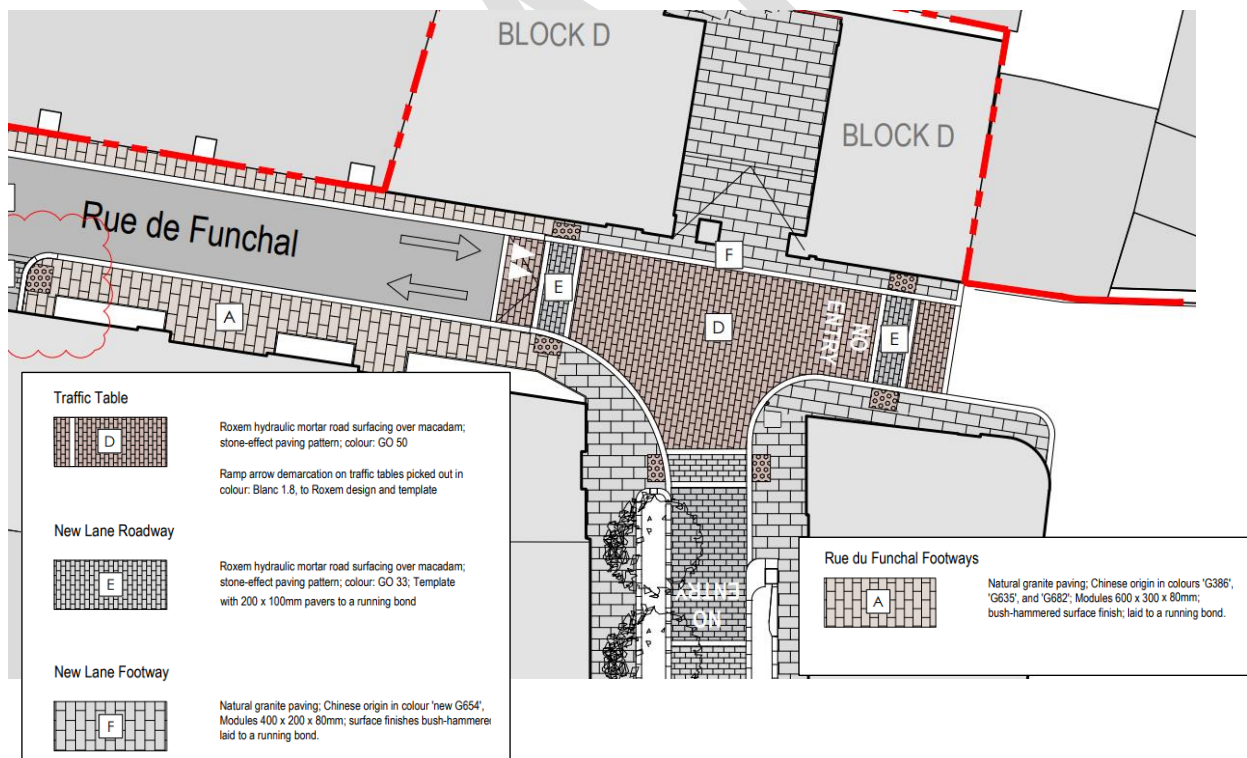 BLOCK D
BLOCK D
Rue de Funchal
F
E
D
NO
ENTRY
E
A
NO
ENTRY
Traffic Table
D
Roxem hydraulic mortar road surfacing over macadam;
stone-effect paving pattern; colour: GO 50
Ramp arrow demarcation on traffic tables picked out in
colour: Blanc 1.8, to Roxem design and template
New Lane Roadway
E
Roxem hydraulic mortar road surfacing over macadam;
stone-effect paving pattern; colour: GO 33; Template
with 200 x 100mm pavers to a running bond
New Lane Footway
F
Natural granite paving; Chinese origin in colour 'new G654',
Modules 400 x 200 x 80mm; surface finishes bush-hammered
laid to a running bond.
Rue du Funchal Footways
A
Natural granite paving; Chinese origin in colours 'G386',
'G635', and 'G682'; Modules 600 x 300 x 80mm;
bush-hammered surface finish; laid to a running bond.